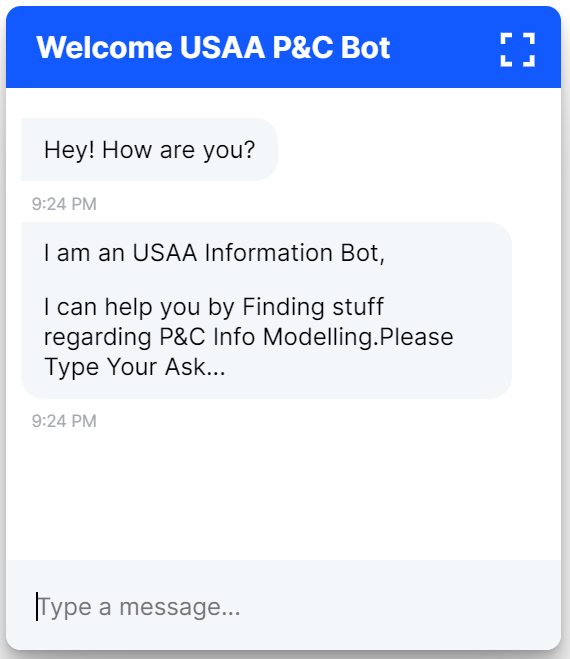 Welcome USAA P&C Bot
Hey! How are you?
9:24 PM
I am an USAA Information Bot,
I can help you by Finding stuff
regarding P&C Info Modelling.Please
Type Your Ask...
9:24 PM
Type a message...